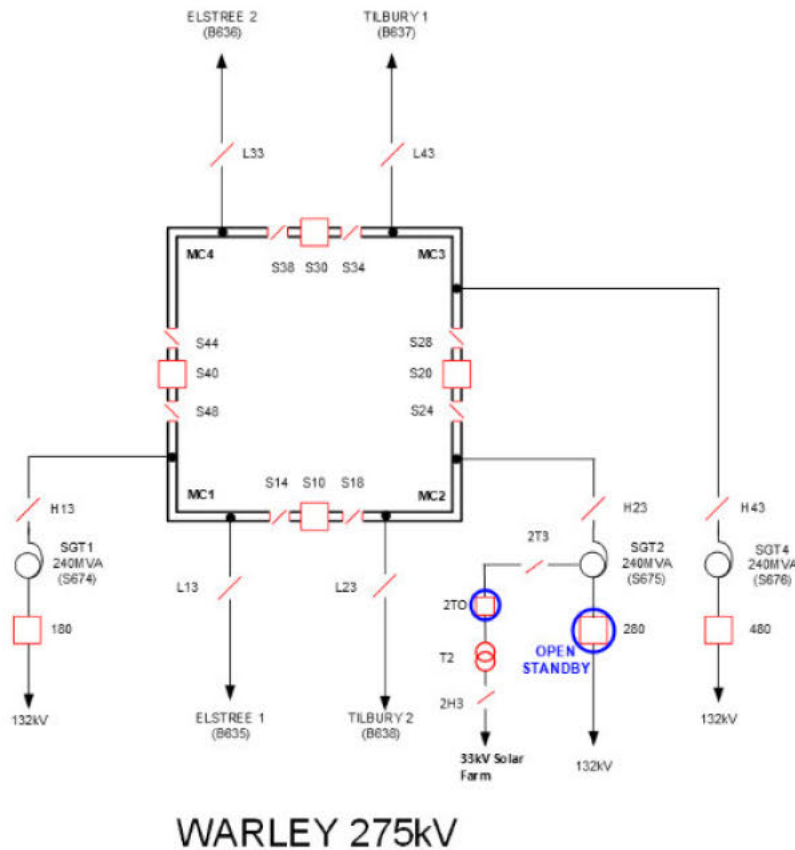 ELSTREE 2
(B636)
TILBURY 1
(B637)
L33
L43
MC4
MC3
S38
S30
S34
S44
S40
S48
S28
S20
S24
MC1
S14
S10
S18
MC2
H13
SGT1
240MVA
(S674)
180
132kV
L13
ELSTREE 1
(B635)
L23
TILBURY 2
(B638)
2T3
2TO
T2
2H3
33kV Solar
Farm
H23
SGT2
240MVA
(S675)
280
OPEN
STANDBY
132kV
H43
SGT4
240MVA
(S676)
480
132kV
WARLEY 275kV